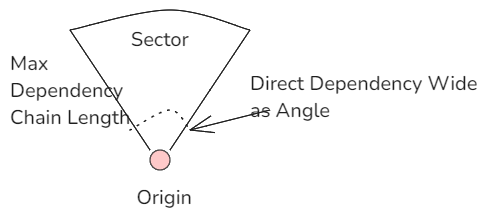 Sector
Max
Dependency
Chain Length
Direct Dependency Wide
as Angle
Origin